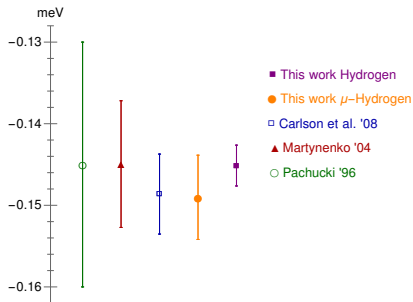 meV
−0.13
−0.14
−0.15
−0.16
This work Hydrogen
This work μ−Hydrogen
Carlson et al. '08
Martynenko '04
Pachucki '96